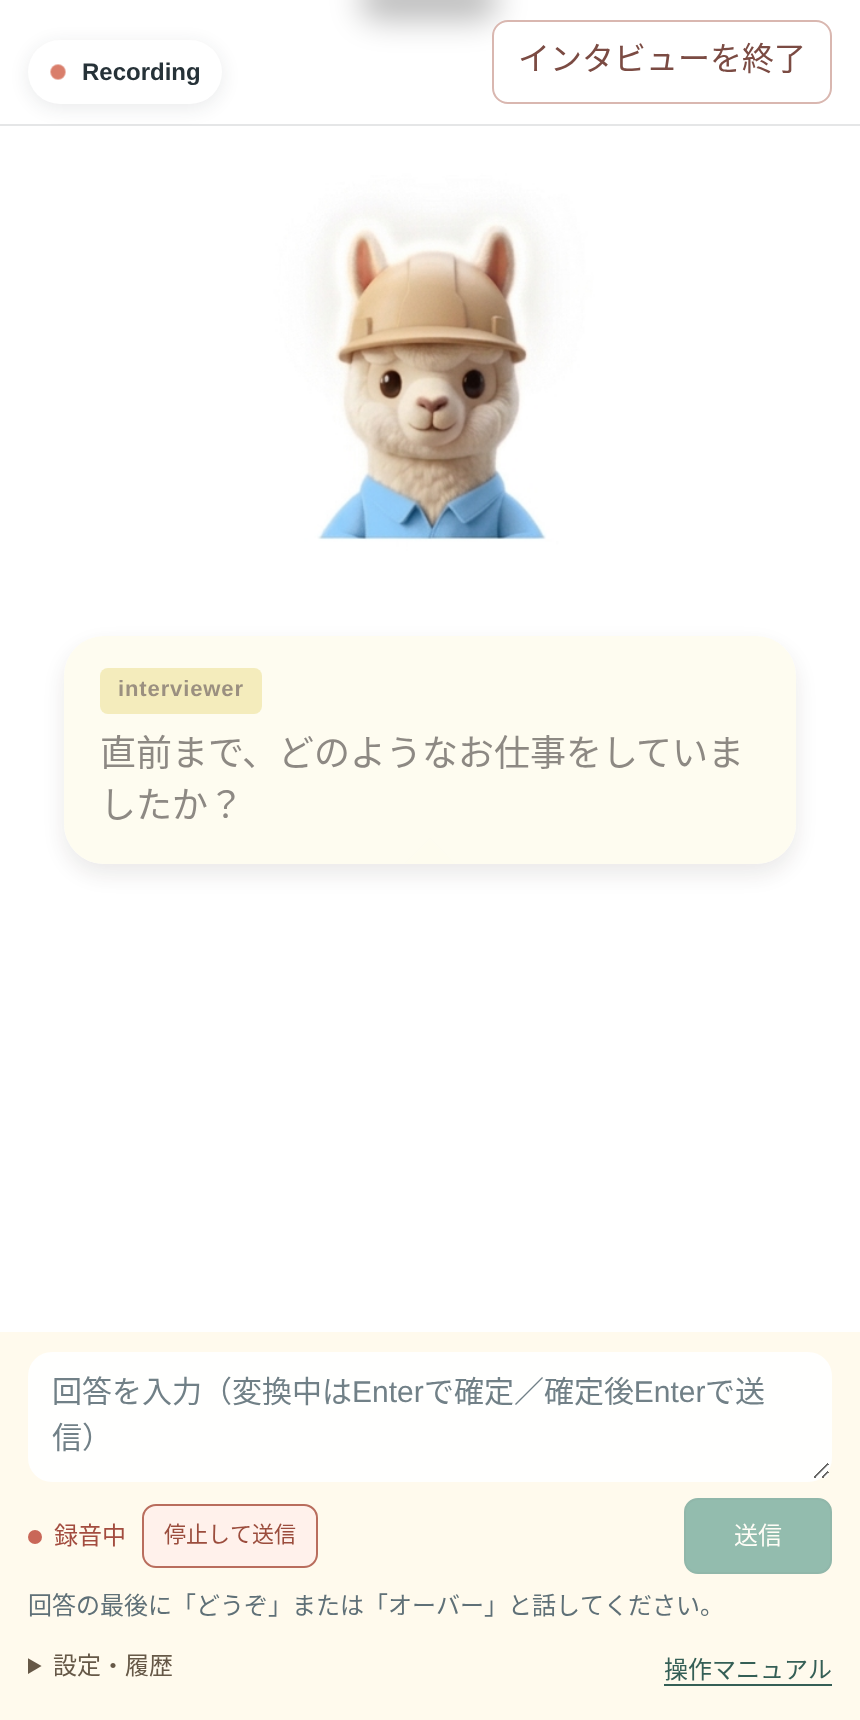 Recording
インタビューを終了
interviewer
直前まで、どのようなお仕事をしていま
したか？
回答を入力（変換中はEnterで確定／確定後Enterで送
信）
録音中
停止して送信
送信
回答の最後に「どうぞ」または「オーバー」と話してください。
設定・履歴
操作マニュアル